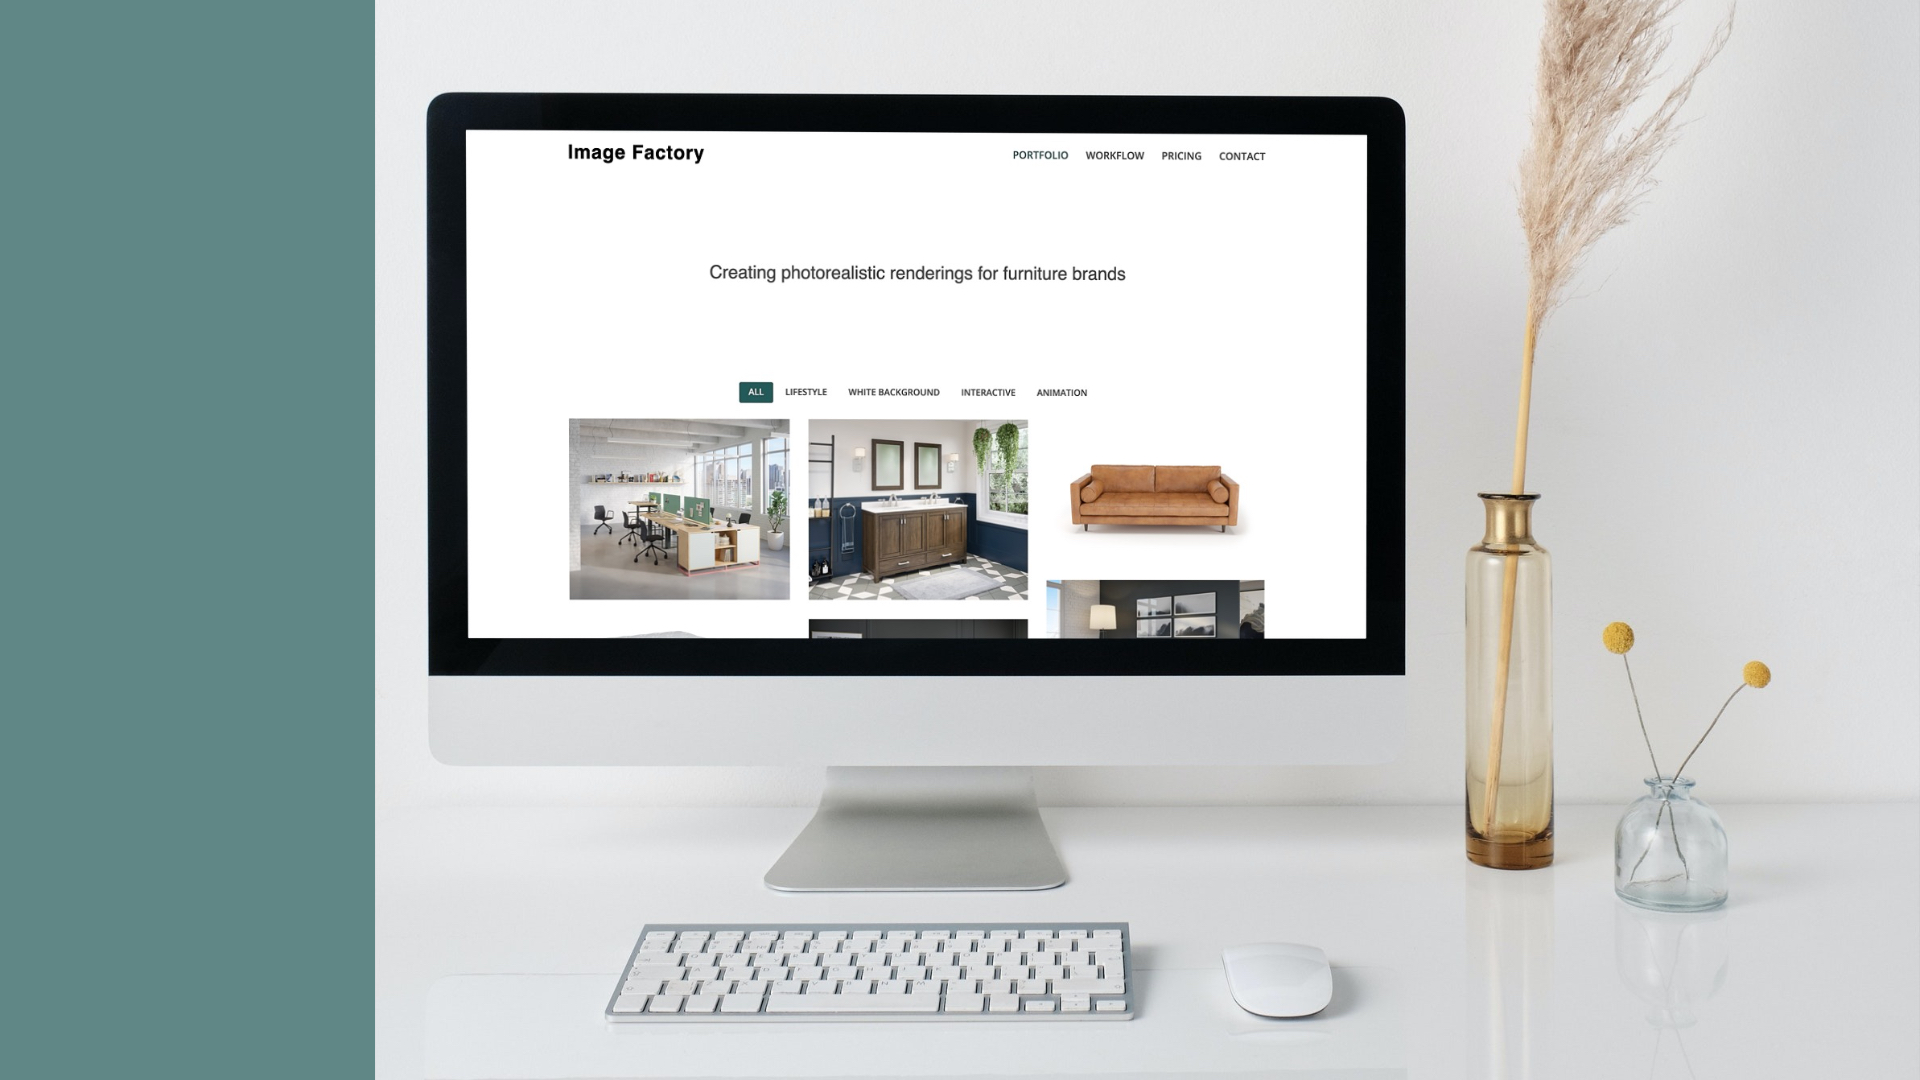 Image Factory
PORTFOLIO WORKFLOW PRICING CONTACT
Creating photorealistic renderings for furniture brands
ALL LIFESTYLE WHITE BACKGROUND INTERACTIVE ANIMATION